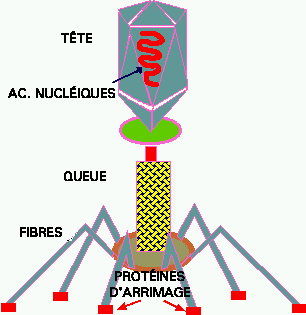 TÊTE
AC. NUCLÉIQUES
QUEUE
FIBRES
PROTÉINES
D'ARRIMAGE